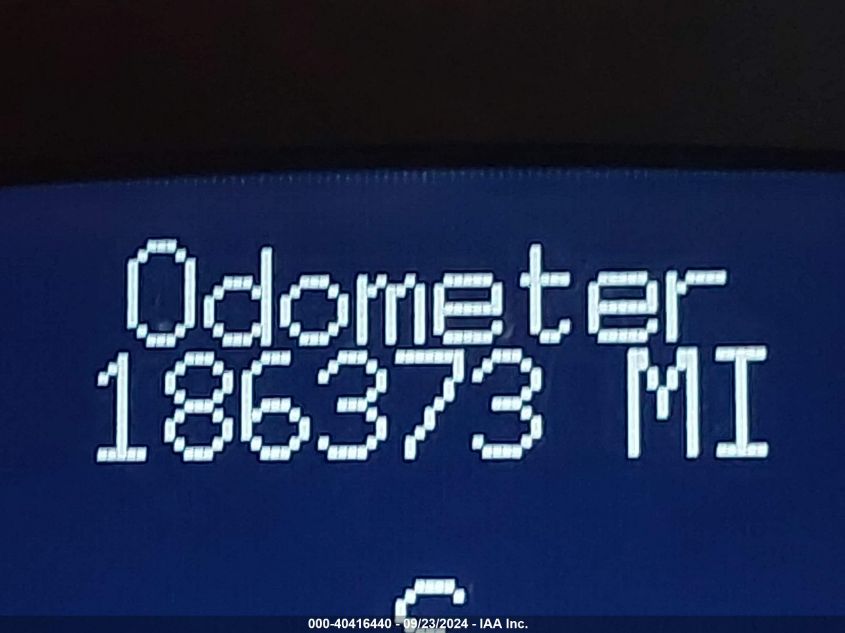 Odometer
186373 MI
000-40416440 - 09/23/2024 - IAA Inc.